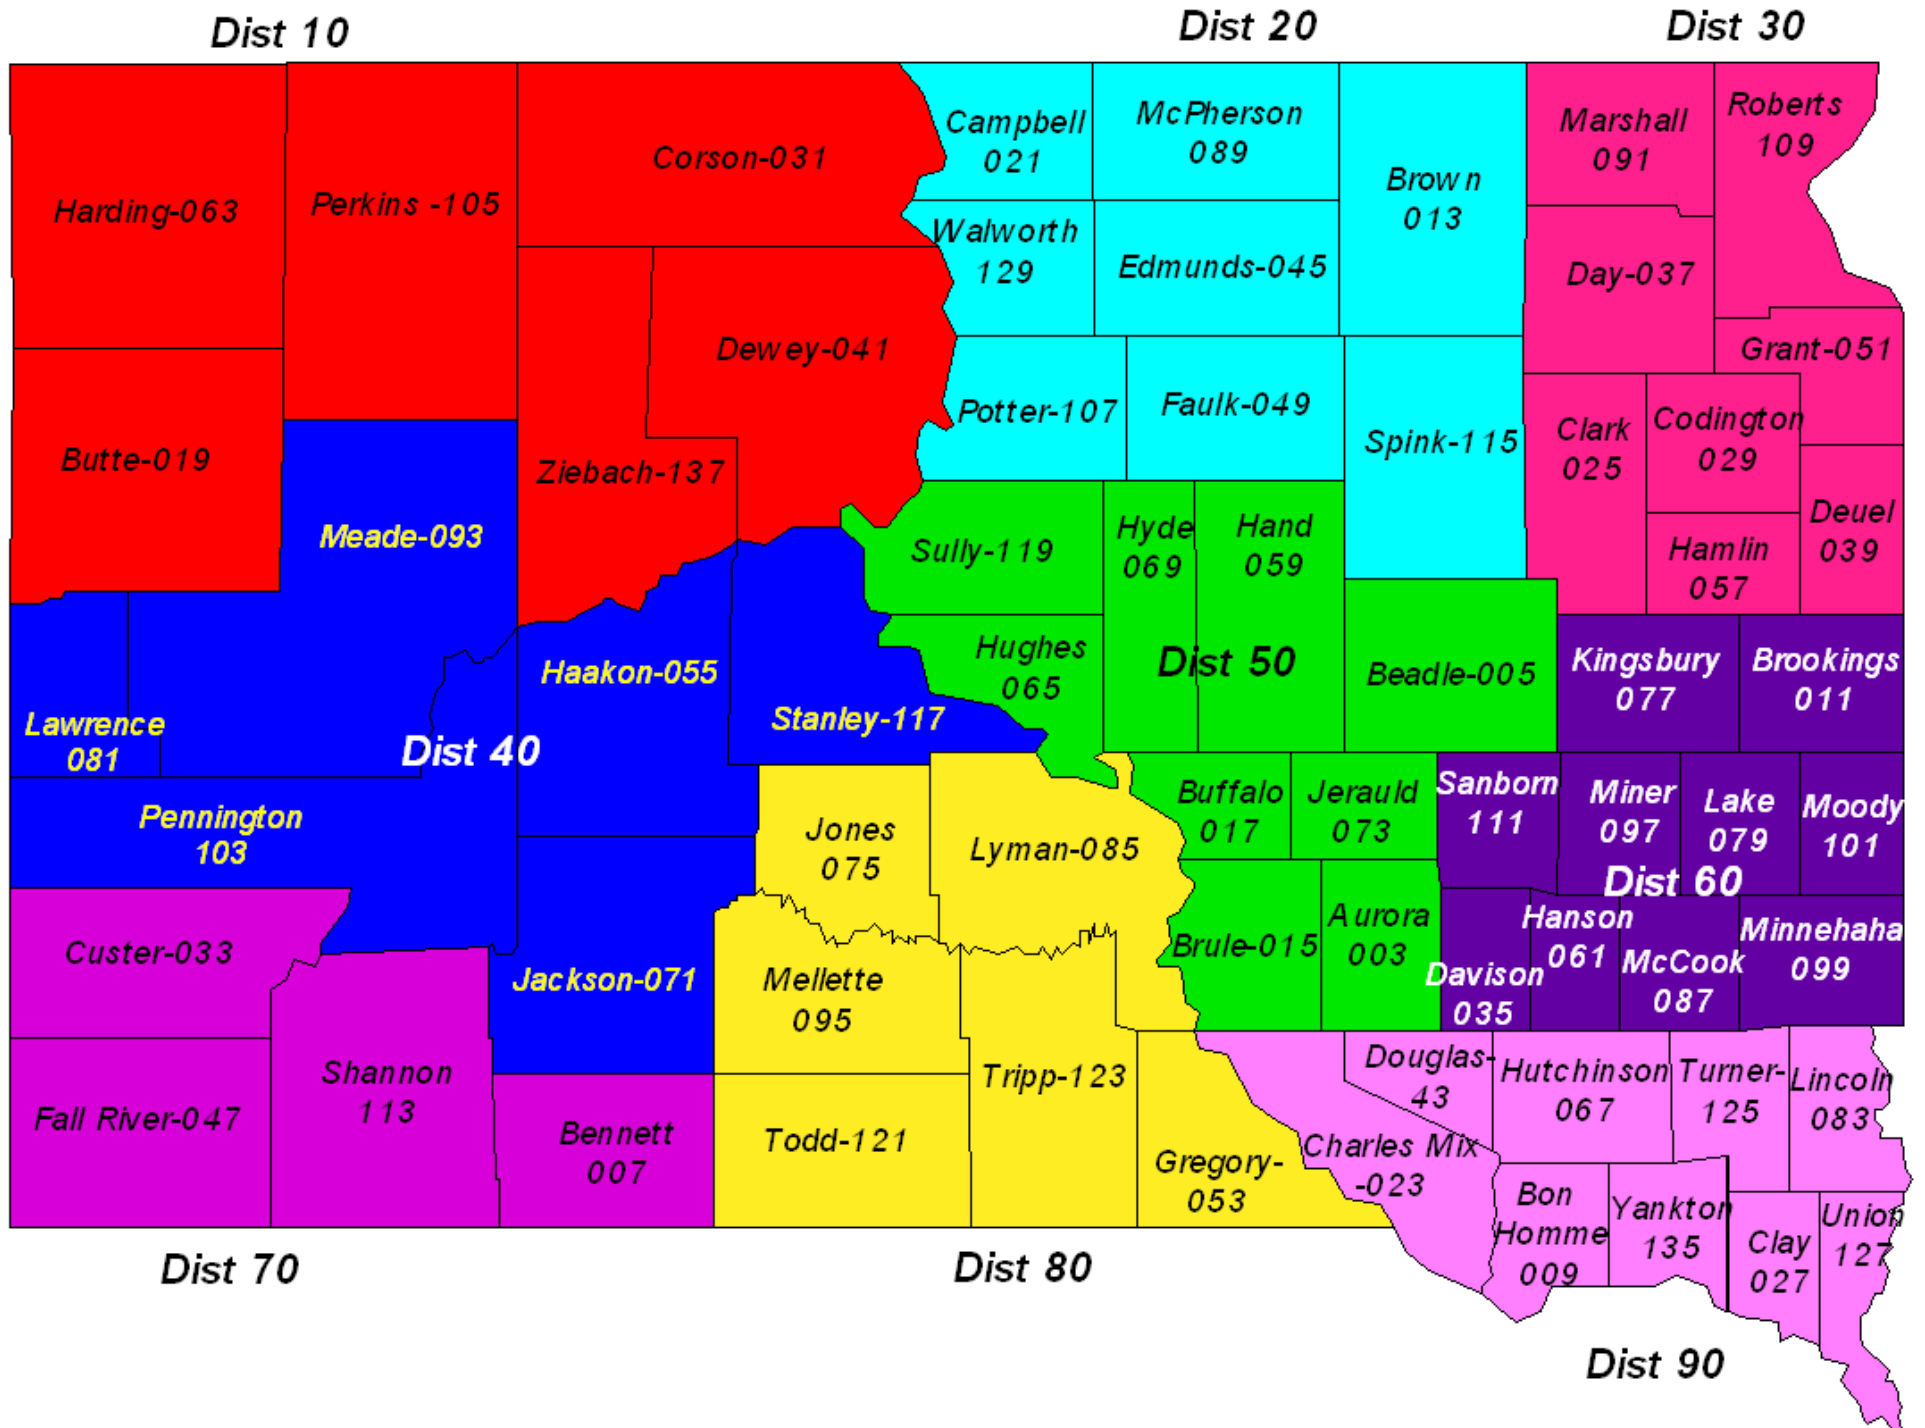 Dist 10
Dist 20
Dist 30
Harding-063
Perkins -105
Corson-031
Campbell
021
McPherson
089
Brown
013
Marshall
091
Roberts
109
Walworth
129
Edmunds-045
Day-037
Grant-051
Butte-019
Ziebach-137
Dewey-041
Potter-107
Faulk-049
Spink-115
Clark
025
Codington
029
Deuel
039
Hamlin
057
Meade-093
Lawrence
081
Dist 40
Haakon-055
Stanley-117
Pennington
103
Jackson-071
Sully-119
Hyde
069
Hand
059
Hughes
065
Dist 50
Beadle-005
Buffalo
017
Jerauld
073
Brule-015
Aurora
003
Kingsbury
077
Brookings
011
Sanborn
111
Miner
097
Lake
079
Moody
101
Dist 60
Davison
035
Hanson
061
McCook
087
Minnehaha
099
Custer-033
Fall River-047
Shannon
113
Bennett
007
Jones
075
Lyman-085
Mellette
095
Todd-121
Tripp-123
Gregory-
053
Douglas-
43
Charles Mix
-023
Hutchinson
067
Turner-
125
Lincoln
083
Bon
Homme
009
Yankton
135
Clay
027
Union
127
Dist 70
Dist 80
Dist 90